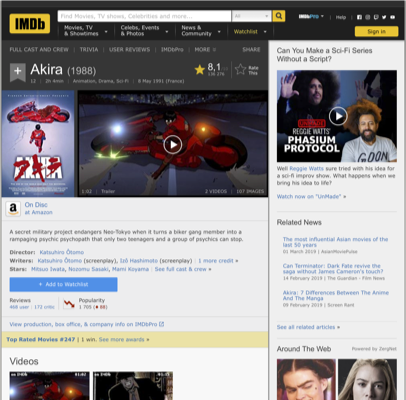 IMDb
Find Movies, TV shows, Celebrities and more...
All
IMDbPro
Help
Movies, TV & Showtimes
Celebs, Events & Photos
News & Community
Watchlist
Sign in
FULL CAST AND CREW | TRIVIA | USER REVIEWS | IMDbPro | MORE
SHARE
Akira (1988)
12 | 2h 4min | Animation, Drama, Sci-Fi | 8 May 1991 (France)
8,1
Rate This
1:02 | Trailer
2 VIDEOS | 107 IMAGES
On Disc
at Amazon
A secret military project endangers Neo-Tokyo when it turns a biker gang member into a
rampaging psychic psychopath that only two teenagers and a group of psychics can stop.
Director: Katsuhiro Ôtomo
Writers: Katsuhiro Ôtomo (screenplay), Izô Hashimoto (screenplay) | 1 more credit »
Stars: Mitsuo Iwata, Nozomu Sasaki, Mami Koyama | See full cast & crew »
+ Add to Watchlist
Reviews
468 user | 172 critic
Popularity
1 705
View production, box office, & company info on IMDbPro
Top Rated Movies #247 | 1 win. See more awards »
Videos
Can You Make a Sci-Fi Series
Without a Script?
REGGIE WATTS'
PHASIUM
PROTOCOL
Well Reggie Watts sure tried with his idea
for a sci-fi improv show. What happens when we
bring his idea to life?
Watch now on "UnMade" »
Related News
The most influential Asian movies of the
last 50 years
01 March 2019 | AsianMoviePulse
Can Terminator: Dark Fate revive the
saga without James Cameron's touch?
14 February 2019 | The Guardian - Film News
Akira: 7 Differences Between The Anime
And The Manga
09 February 2019 | Screen Rant
See all related articles »
Around The Web
Powered by ZergNet